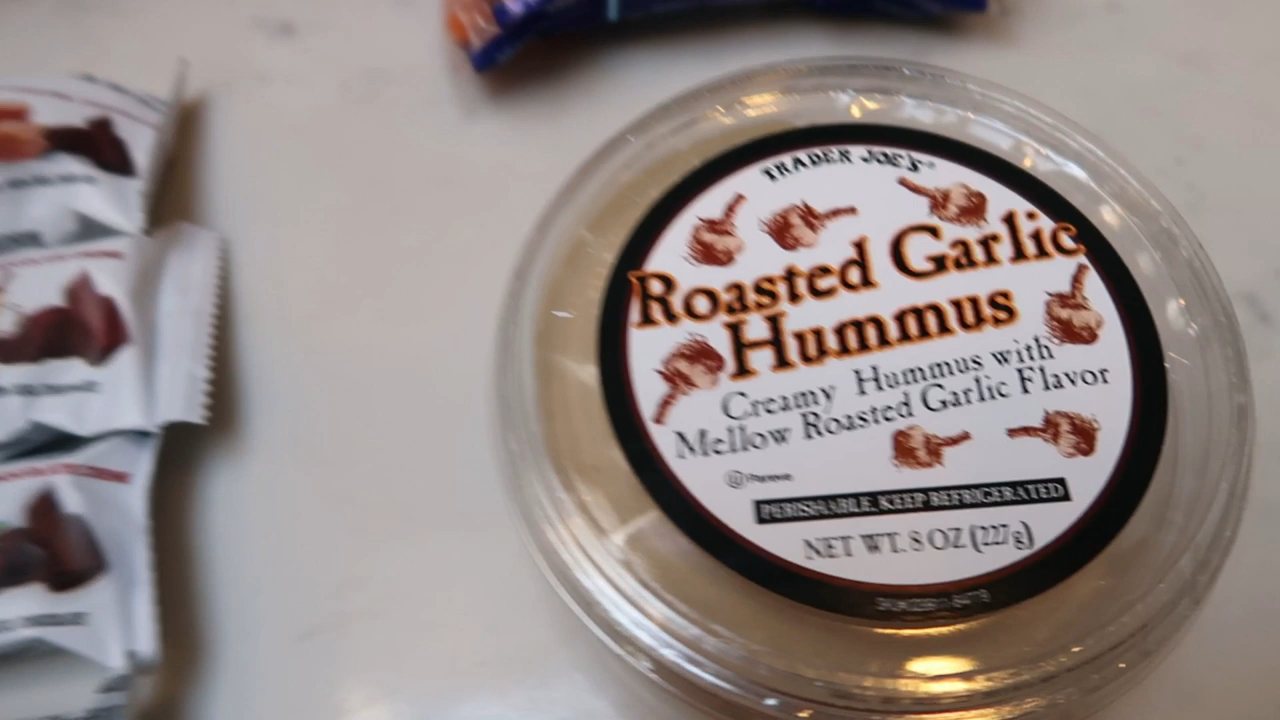 TRADER JOE'S
Roasted Garlic
Hummus
Creamy Hummus with
Mellow Roasted Garlic Flavor
PERISHABLE, KEEP REFRIGERATED
NET WT. 8 OZ (227g)